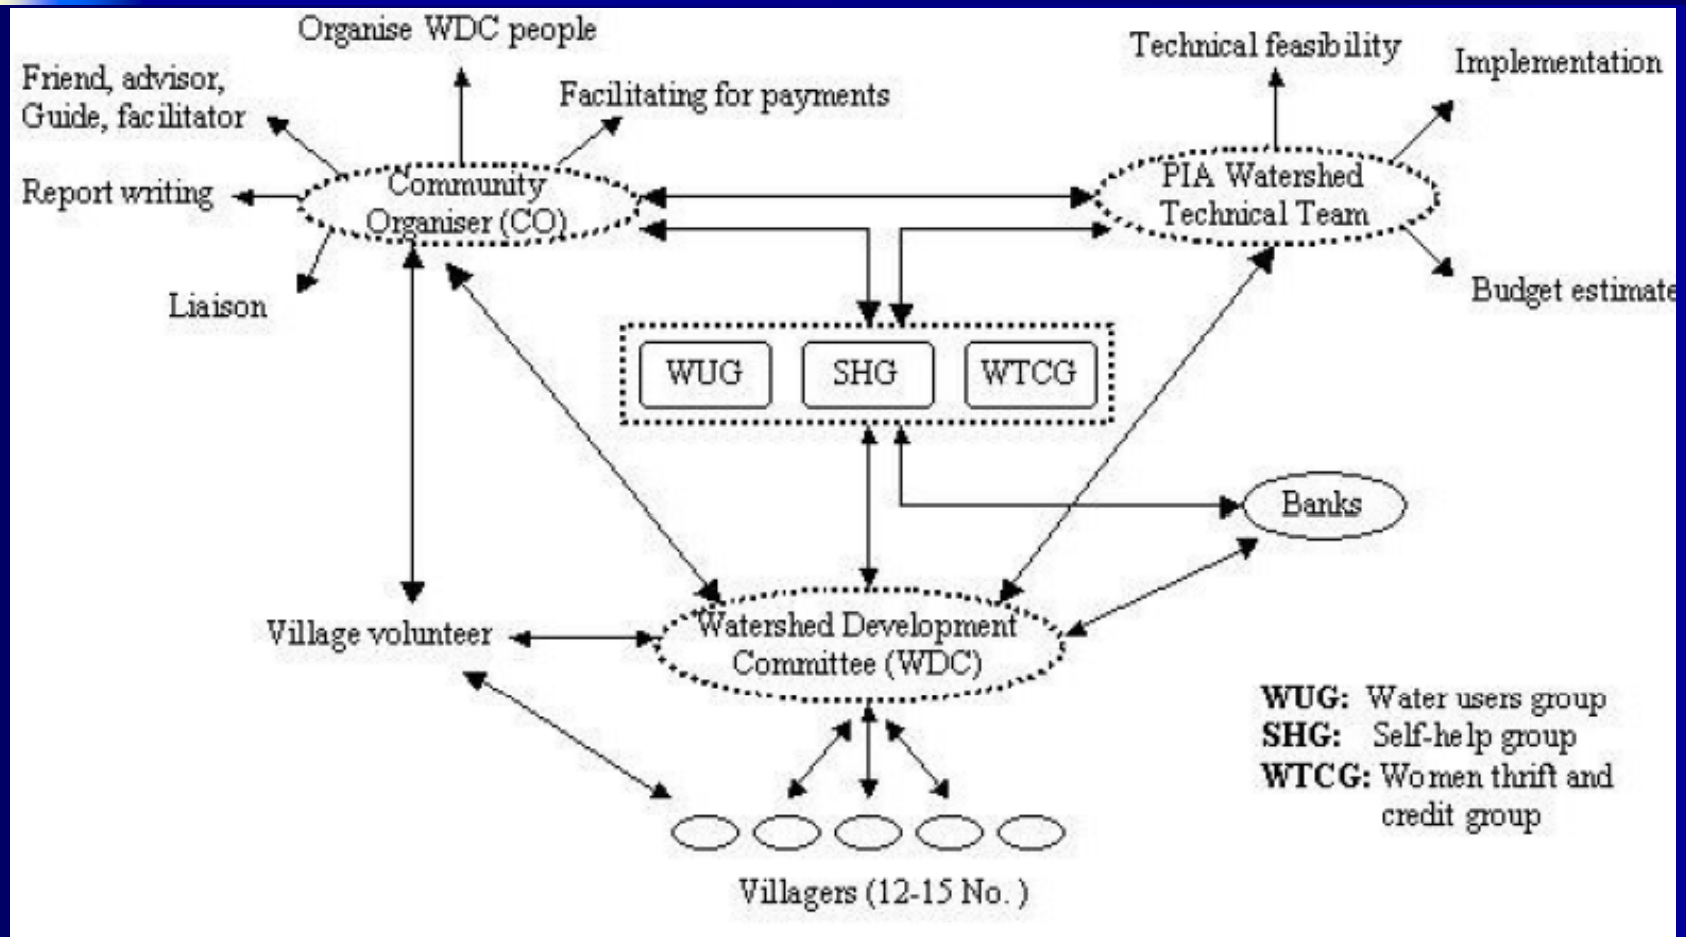 Organise WDC people
Technical feasibility
Implementation
Friend, advisor,
Guide, facilitator
Facilitating for payments
Report writing
Community
Organiser (CO)
PIA Watershed
Technical Team
Liaison
Budget estimate
WUG
SHG
WTCG
Banks
Village volunteer
Watershed Development
Committee (WDC)
WUG: Water users group
SHG: Self-help group
WTCG: Women thrift and
credit group
Villagers (12-15 No. )